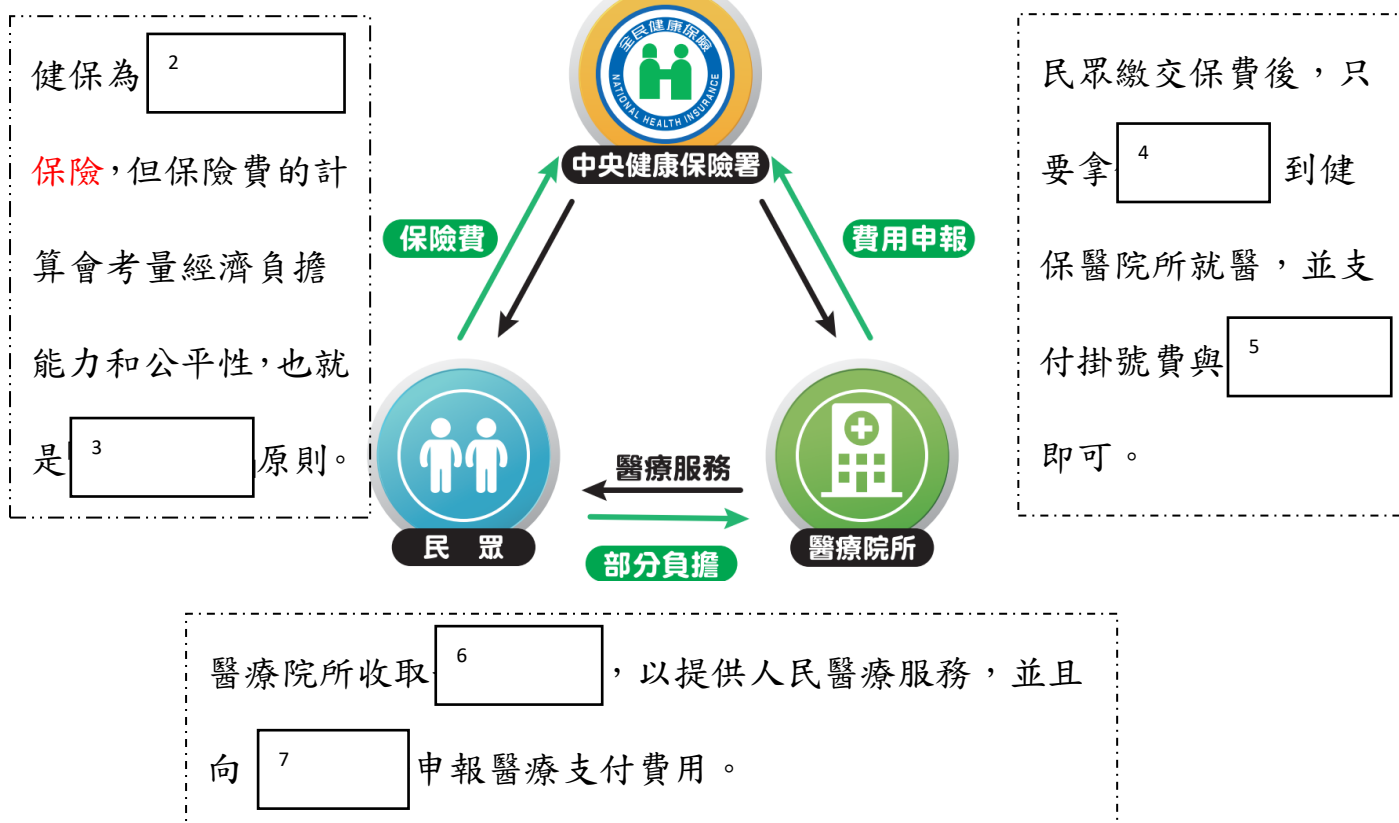 全民健康保險
NATIONAL HEALTH INSURANCE
中央健康保險署
健保為 2
保險,但保險費的計
算會考量經濟負擔
能力和公平性,也就
是 3 原則。
保險費
費用申報
民眾繳交保費後,只
要拿 4 到健
保醫院所就醫,並支
付掛號費與 5
即可。
醫療服務
民 眾
部分負擔
醫療院所
醫療院所收取 6 ,以提供人民醫療服務,並且
向 7 申報醫療支付費用。